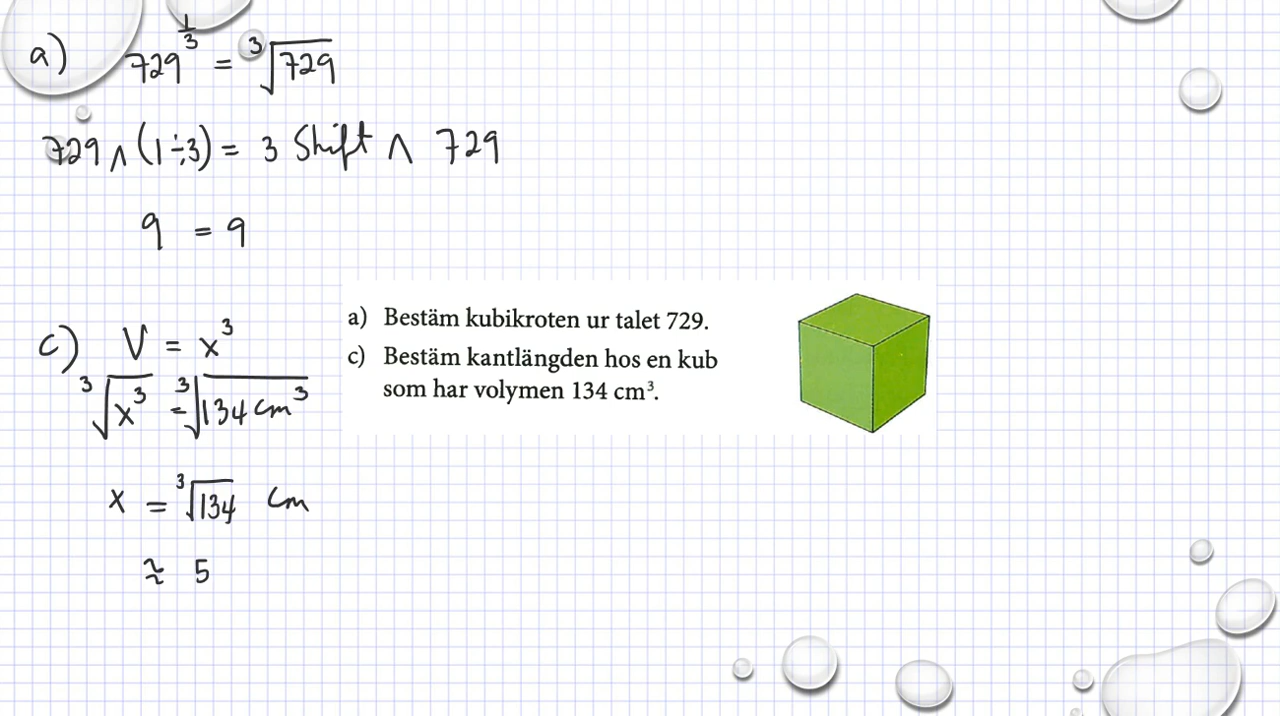 a) 729^{1/3} = ∛729
729 ∧ (1÷3) = 3 Shift ∧ 729
9 = 9
a) Bestäm kubikroten ur talet 729.
c) Bestäm kantlängden hos en kub
som har volymen 134 cm³.
c) V = x³
∛x³ = ∛134 cm³
x = ∛134 cm
≈ 5